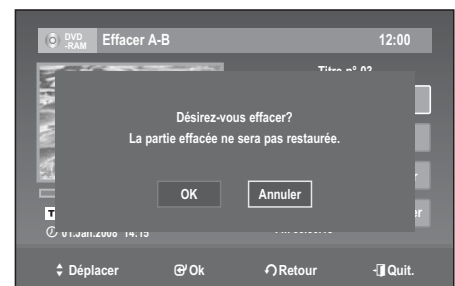 DVD
-RAM Effacer A-B 12:00
Titre n° 03
Désirez-vous effacer?
La partie effacée ne sera pas restaurée.
OK Annuler
01.Jan.2008 14:15
Déplacer Ok Retour Quit.